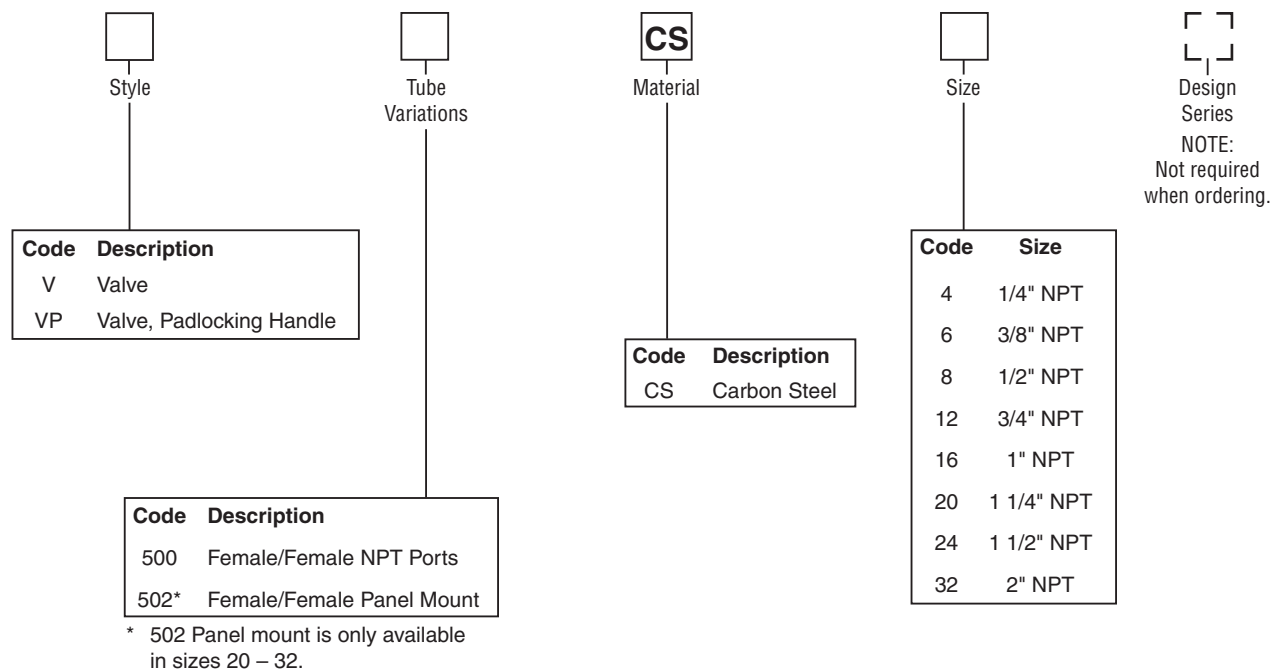 CS
Style
Tube
Variations
Material
Size
Design
Series
NOTE:
Not required
when ordering.
Code Description
V Valve
VP Valve, Padlocking Handle
Code Description
500 Female/Female NPT Ports
502* Female/Female Panel Mount
* 502 Panel mount is only available
in sizes 20 – 32.
Code Description
CS Carbon Steel
Code Size
4 1/4" NPT
6 3/8" NPT
8 1/2" NPT
12 3/4" NPT
16 1" NPT
20 1 1/4" NPT
24 1 1/2" NPT
32 2" NPT